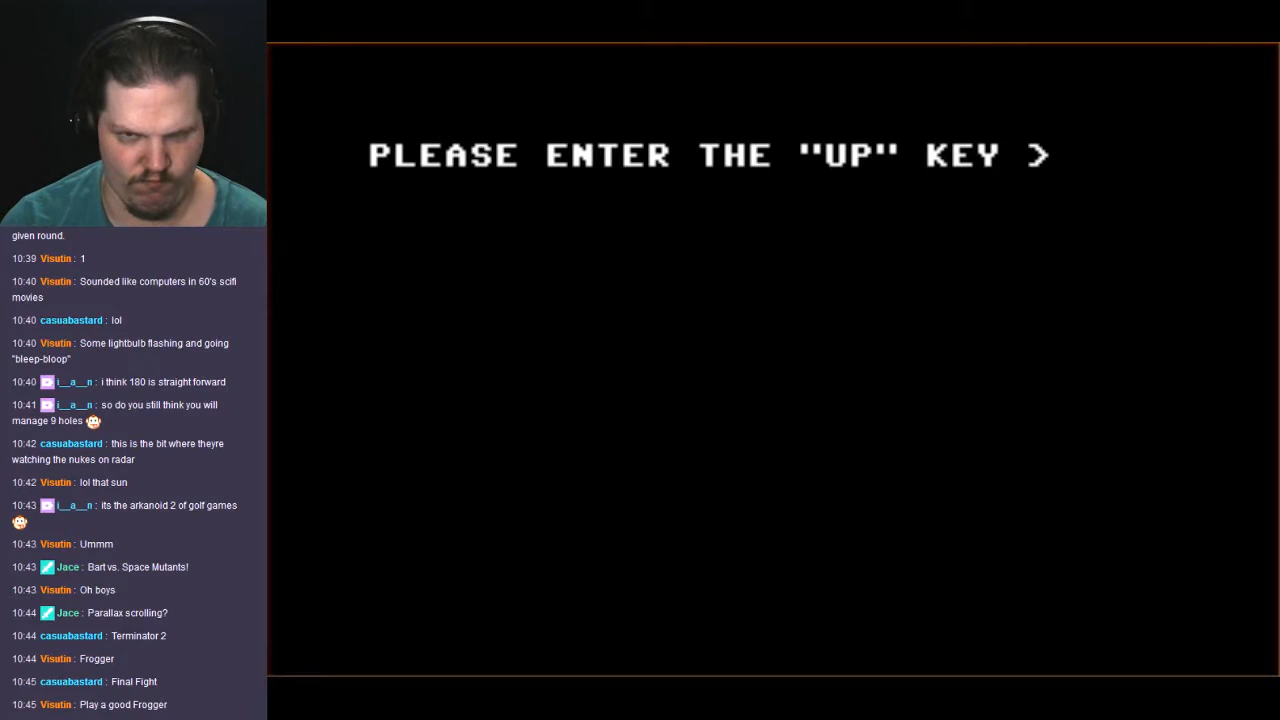 PLEASE ENTER THE "UP" KEY >
given round.
10:39 Visutin : 1
10:40 Visutin : Sounded like computers in 60's scifi
movies
10:40 casuabastard : lol
10:40 Visutin : Some lightbulb flashing and going
"bleep-bloop"
10:40 i__a__n : i think 180 is straight forward
10:41 i__a__n : so do you still think you will
manage 9 holes
10:42 casuabastard : this is the bit where theyre
watching the nukes on radar
10:42 Visutin : lol that sun
10:43 i__a__n : its the arkanoid 2 of golf games
10:43 Visutin : Ummm
10:43 Jace : Bart vs. Space Mutants!
10:43 Visutin : Oh boys
10:44 Jace : Parallax scrolling?
10:44 casuabastard : Terminator 2
10:44 Visutin : Frogger
10:45 casuabastard : Final Fight
10:45 Visutin : Play a good Frogger